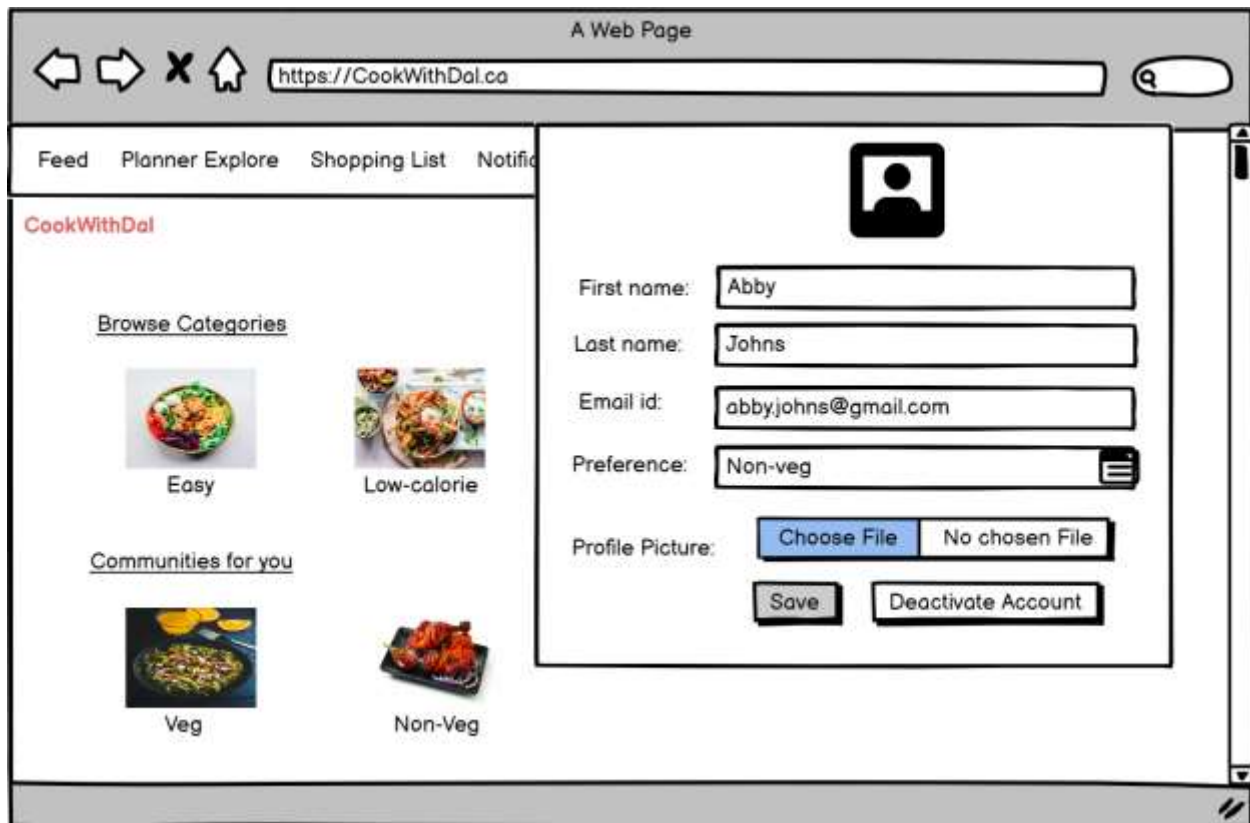 A Web Page
https://CookWithDal.ca
Feed Planner Explore Shopping List Notific
CookWithDal
Browse Categories
Easy Low-calorie
Communities for you
Veg Non-Veg
First name: Abby
Last name: Johns
Email id: abby.johns@gmail.com
Preference: Non-veg
Profile Picture: Choose File No chosen File
Save Deactivate Account